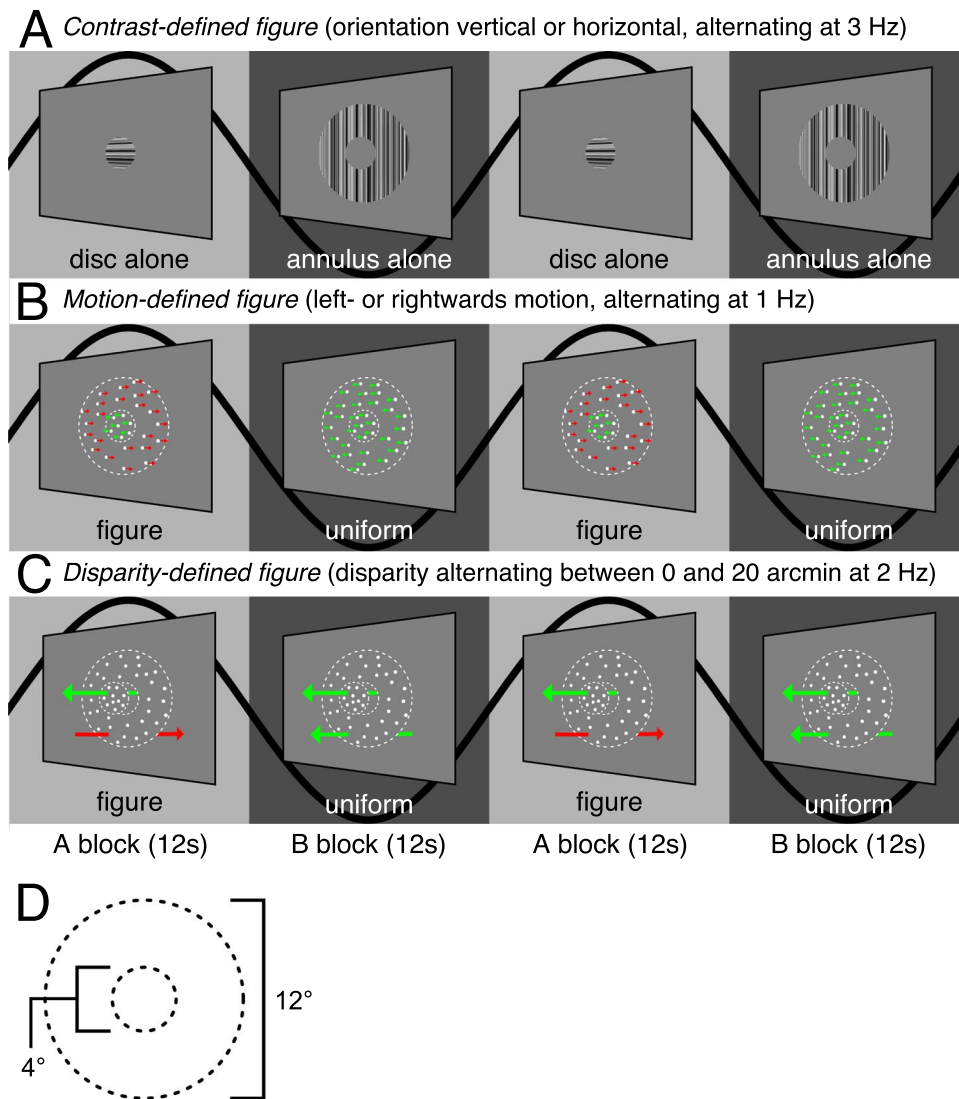 A Contrast-defined figure (orientation vertical or horizontal, alternating at 3 Hz)
disc alone annulus alone disc alone annulus alone
B Motion-defined figure (left- or rightwards motion, alternating at 1 Hz)
figure uniform figure uniform
C Disparity-defined figure (disparity alternating between 0 and 20 arcmin at 2 Hz)
figure uniform figure uniform
A block (12s) B block (12s) A block (12s) B block (12s)
D
12°
4°